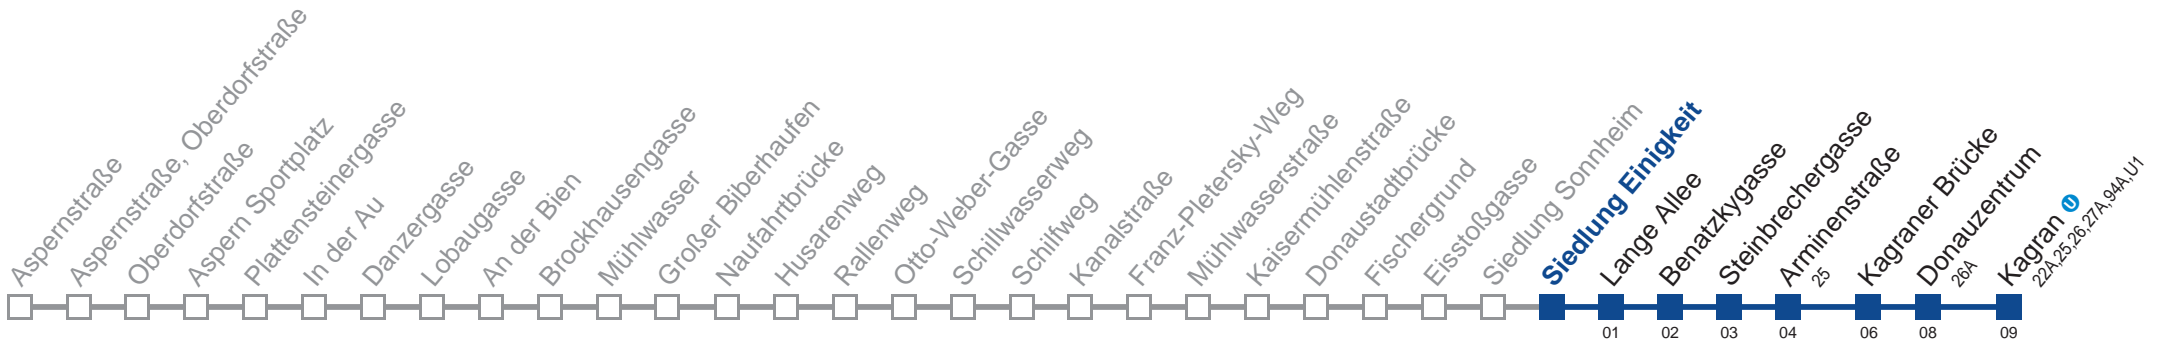 Aspernstraße
Aspernstraße, Oberdorfstraße
Oberdorfstraße
Aspern Sportplatz
Plattensteinergasse
In der Au
Danzergasse
Lobaugasse
An der Bien
Brockhausengasse
Mühlwasser
Großer Biberhaufen
Naufahrtbrücke
Husarenweg
Rallenweg
Otto-Weber-Gasse
Schillwasserweg
Schilfweg
Kanalstraße
Franz-Pletersky-Weg
Mühlwasserstraße
Kaisermühlenstraße
Donaustadtbrücke
Fischergrund
Eisstoßgasse
Siedlung Sonnheim
Siedlung Einigkeit
Lange Allee
01
Benatzkygasse
02
Steinbrechergasse
03
Arminenstraße
25
04
Kagraner Brücke
06
Donauzentrum
26A
08
Kagran U
22A,25,26,27A,94A,U1
09